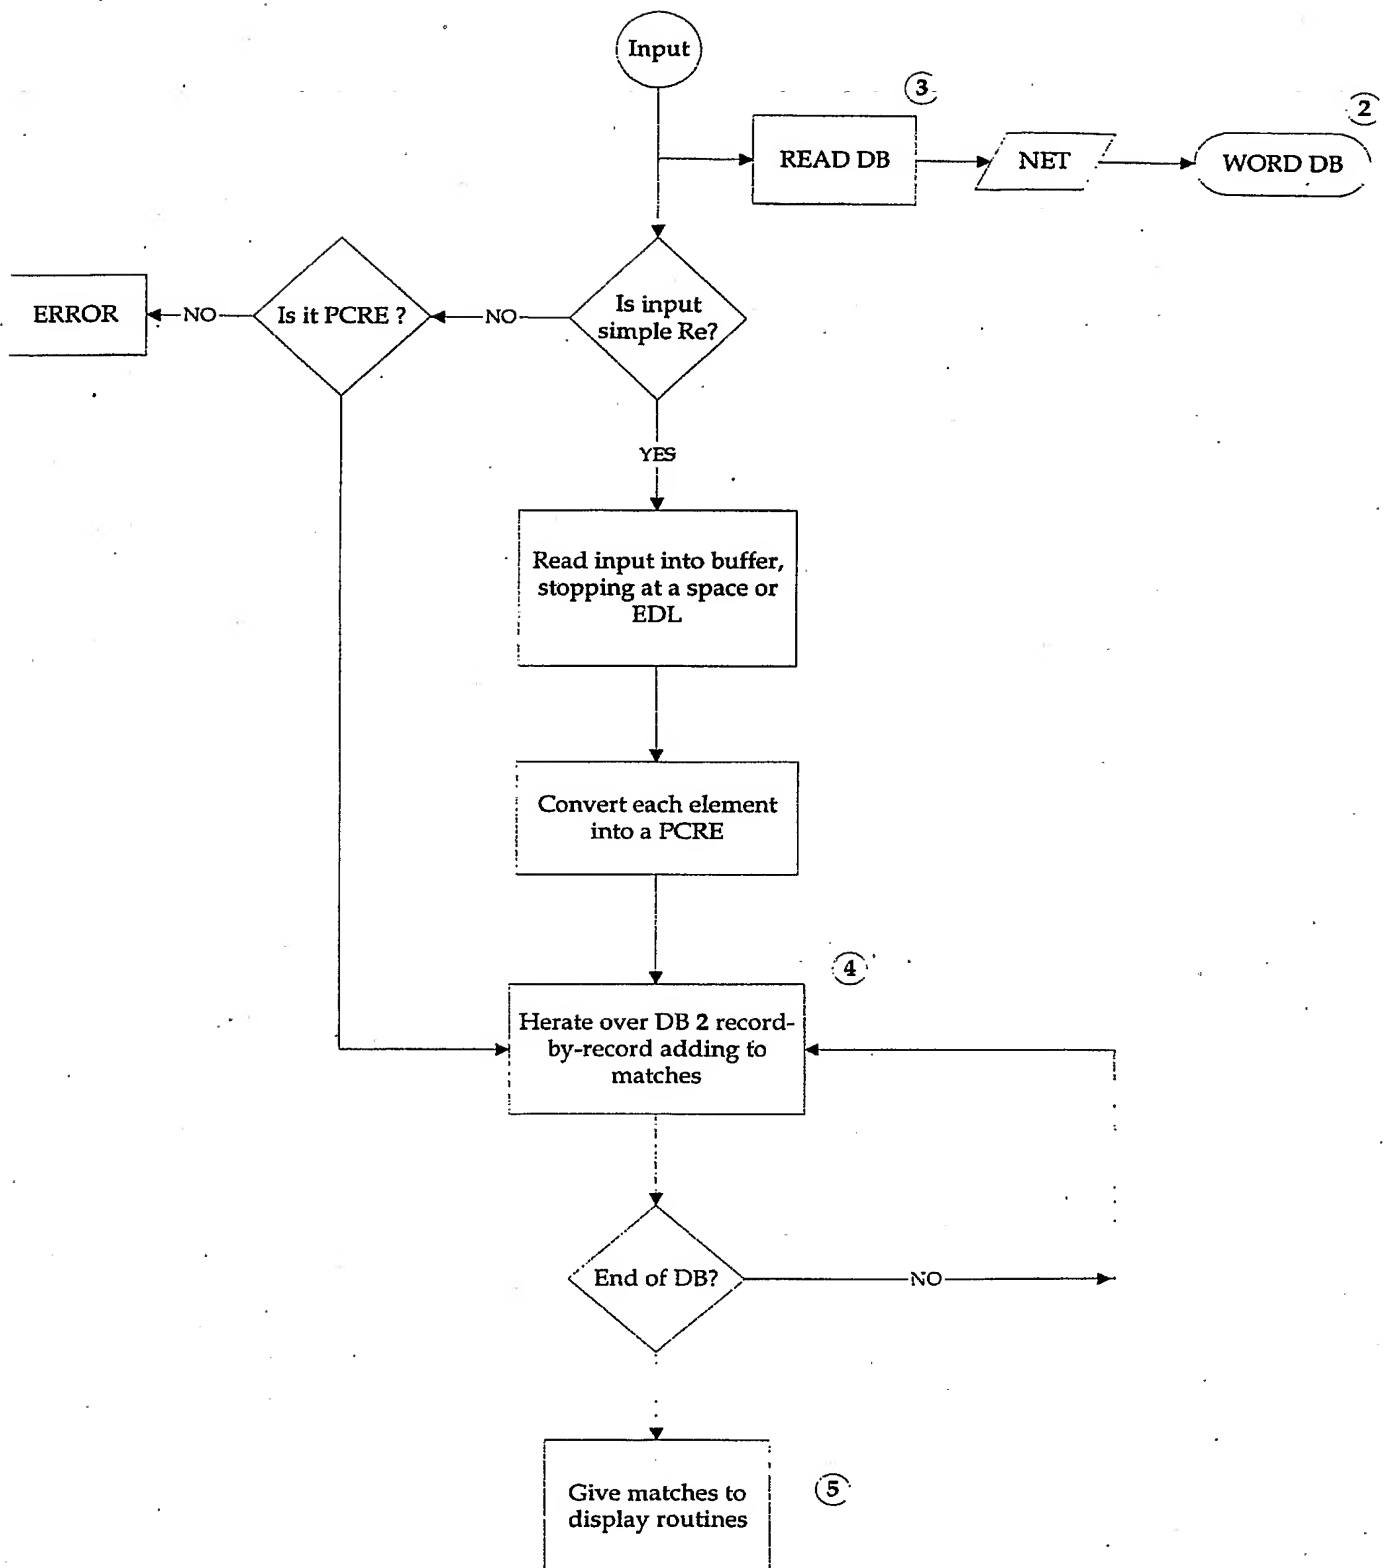 Input
3
2
READ DB
NET
WORD DB
ERROR
NO
Is it PCRE ?
NO
Is input
simple Re?
YES
Read input into buffer,
stopping at a space or
EDL
Convert each element
into a PCRE
4
Herate over DB 2 record-
by-record adding to
matches
End of DB?
NO
Give matches to
display routines
5